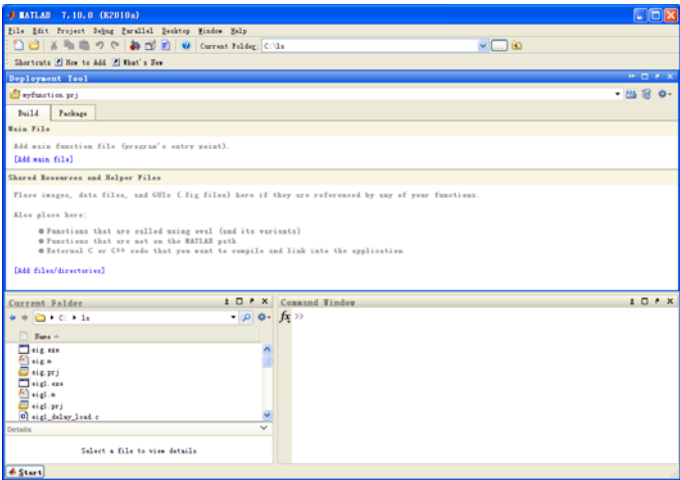 MATLAB 7.10.0 (R2010a)
File Edit Project Debug Parallel Desktop Window Help
Current Folder: C:\ls
Shortcuts How to Add What's New
Deployment Tool
myfunction.prj
Build Package
Main File
Add main function file (program's entry point).
[Add main file]
Shared Resources and Helper Files
Place images, data files, and GUIs (.fig files) here if they are referenced by any of your functions.
Also place here:
Functions that are called using eval (and its variants)
Functions that are not on the MATLAB path
External C or C++ code that you want to compile and link into the application
[Add files/directories]
Current Folder
C: ls
Name
eig.exe
eig.m
eig.prj
eig1.exe
eig1.m
eig1.prj
eig1_delay_load.c
Details
Select a file to view details
Command Window
fx >>
Start